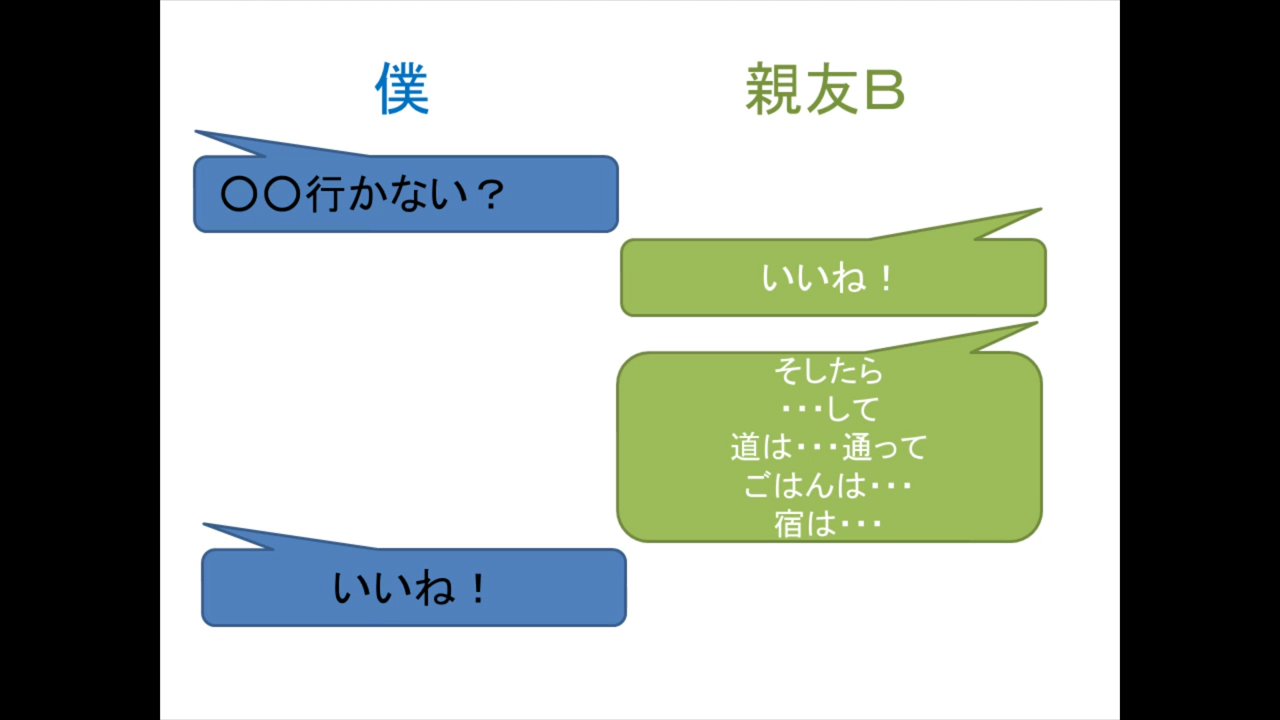 僕
親友Ｂ
〇〇行かない？
いいね！
そしたら
・・・して
道は・・・通って
ごはんは・・・
宿は・・・
いいね！